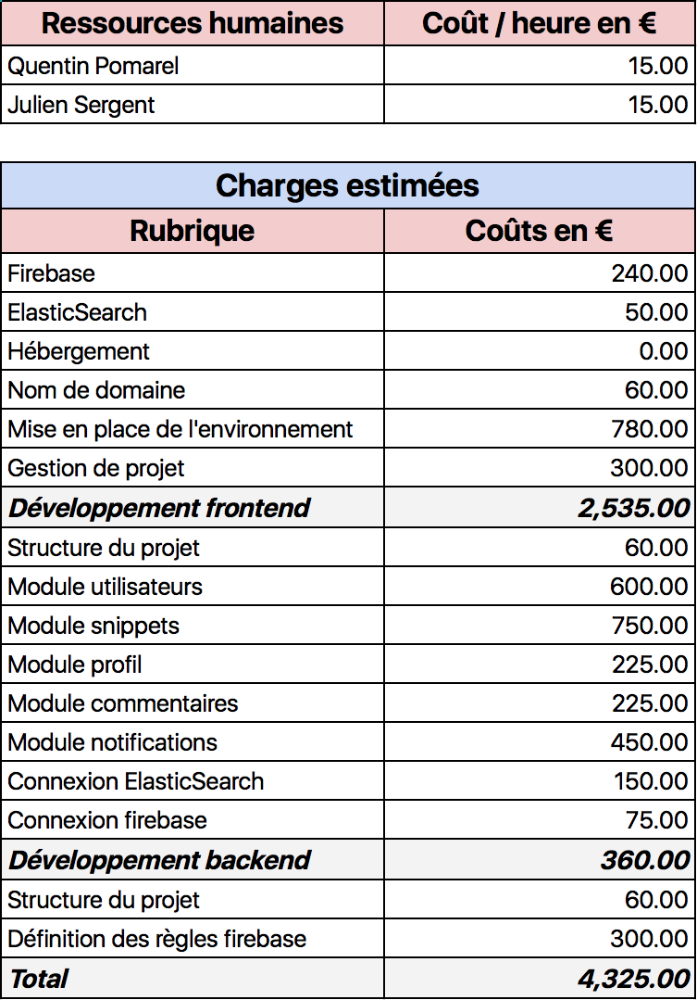 Ressources humaines Coût / heure en €
Quentin Pomarel 15.00
Julien Sergent 15.00
Charges estimées
Rubrique Coûts en €
Firebase 240.00
ElasticSearch 50.00
Hébergement 0.00
Nom de domaine 60.00
Mise en place de l'environnement 780.00
Gestion de projet 300.00
Développement frontend 2,535.00
Structure du projet 60.00
Module utilisateurs 600.00
Module snippets 750.00
Module profil 225.00
Module commentaires 225.00
Module notifications 450.00
Connexion ElasticSearch 150.00
Connexion firebase 75.00
Développement backend 360.00
Structure du projet 60.00
Définition des règles firebase 300.00
Total 4,325.00